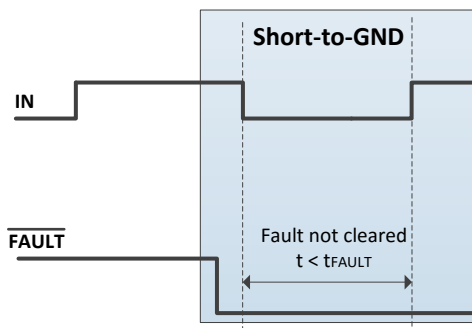 Short-to-GND
IN
FAULT
Fault not cleared
t < tFAULT